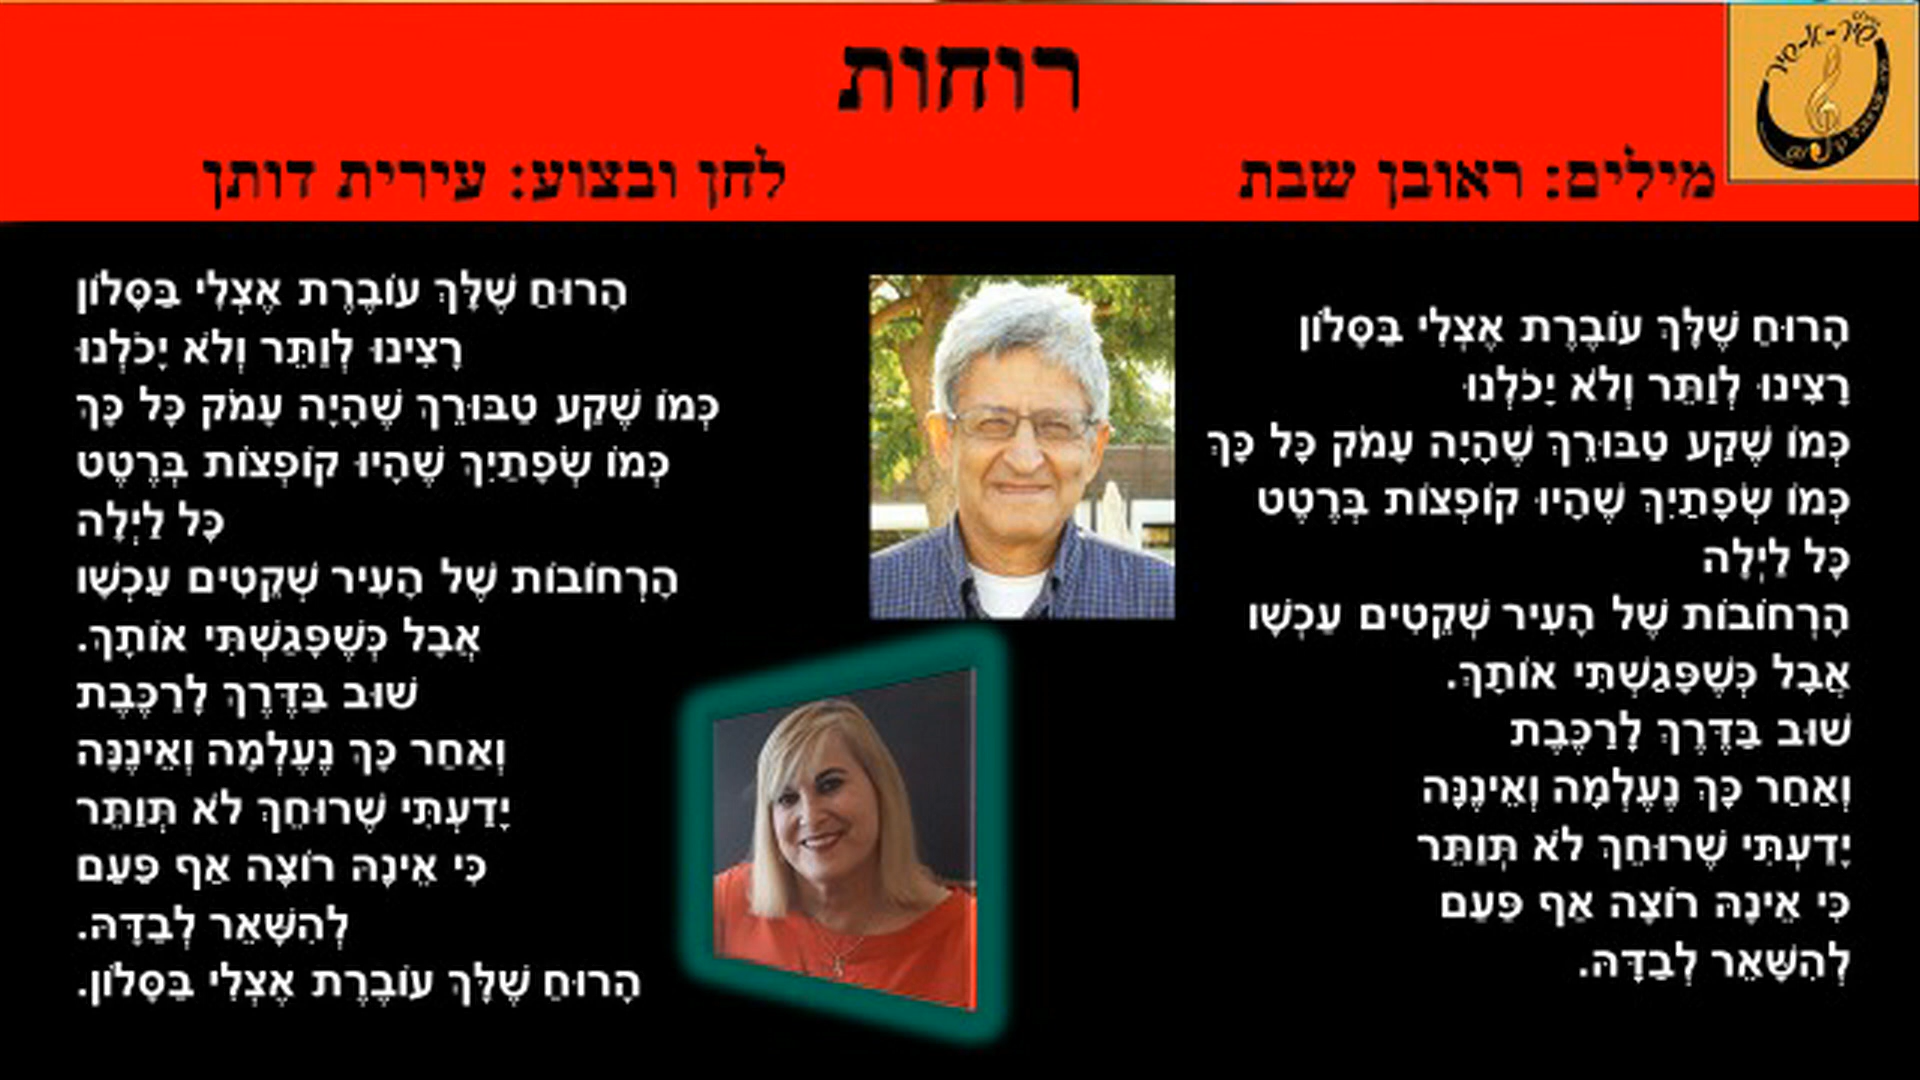 רוחות
מילים: ראובן שבת
לחן ובצוע: עירית דותן
שיר-א-שיר
הָרוּחַ שֶׁלָּךְ עוֹבֶרֶת אֶצְלִי בַּסָּלוֹן
רָצִינוּ לְוַתֵּר וְלֹא יָכֹלְנוּ
כְּמוֹ שֶׁקַע טַבּוּרֵךְ שֶׁהָיָה עָמֹק כָּל כָּךְ
כְּמוֹ שְׂפָתַיִךְ שֶׁהָיוּ קוֹפְצוֹת בְּרֶטֶט
כָּל לַיְלָה
הָרְחוֹבוֹת שֶׁל הָעִיר שְׁקֵטִים עַכְשָׁו
אֲבָל כְּשֶׁפָּגַשְׁתִּי אוֹתָךְ.
שׁוּב בַּדֶּרֶךְ לָרַכֶּבֶת
וְאַחַר כָּךְ נֶעֶלְמָה וְאֵינֶנָּה
יָדַעְתִּי שֶׁרוּחֵךְ לֹא תְּוַתֵּר
כִּי אֵינָהּ רוֹצָה אַף פַּעַם
לְהִשָּׁאֵר לְבַדָּהּ.
הָרוּחַ שֶׁלָּךְ עוֹבֶרֶת אֶצְלִי בַּסָּלוֹן
רָצִינוּ לְוַתֵּר וְלֹא יָכֹלְנוּ
כְּמוֹ שֶׁקַע טַבּוּרֵךְ שֶׁהָיָה עָמֹק כָּל כָּךְ
כְּמוֹ שְׂפָתַיִךְ שֶׁהָיוּ קוֹפְצוֹת בְּרֶטֶט
כָּל לַיְלָה
הָרְחוֹבוֹת שֶׁל הָעִיר שְׁקֵטִים עַכְשָׁו
אֲבָל כְּשֶׁפָּגַשְׁתִּי אוֹתָךְ.
שׁוּב בַּדֶּרֶךְ לָרַכֶּבֶת
וְאַחַר כָּךְ נֶעֶלְמָה וְאֵינֶנָּה
יָדַעְתִּי שֶׁרוּחֵךְ לֹא תְּוַתֵּר
כִּי אֵינָהּ רוֹצָה אַף פַּעַם
לְהִשָּׁאֵר לְבַדָּהּ.
הָרוּחַ שֶׁלָּךְ עוֹבֶרֶת אֶצְלִי בַּסָּלוֹן.